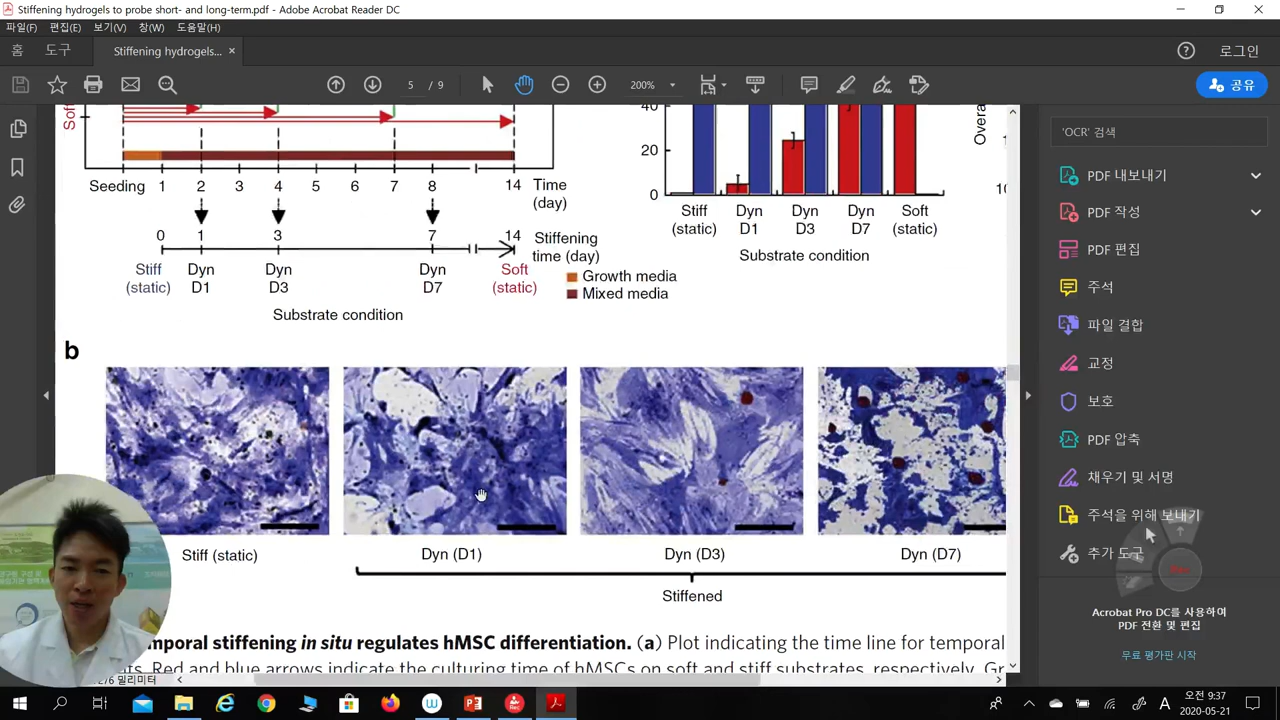 Stiffening hydrogels to probe short- and long-term.pdf - Adobe Acrobat Reader DC
파일(F) 편집(E) 보기(V) 창(W) 도움말(H)
홈 도구 Stiffening hydrogels... × 로그인
5 / 9 200% 공유
'OCR' 검색
PDF 내보내기
PDF 작성
PDF 편집
주석
파일 결합
교정
보호
PDF 압축
채우기 및 서명
주석을 위해 보내기
추가 도구
Acrobat Pro DC를 사용하여
PDF 전환 및 편집
무료 평가판 시작
Soft
Seeding 1 2 3 4 5 6 7 8 14 Time
(day)
0 1 3 7 14 Stiffening
time (day)
Stiff Dyn Dyn Dyn Soft
(static) D1 D3 D7 (static)
Growth media
Mixed media
Substrate condition
40
20
0
Stiff Dyn Dyn Dyn Soft
(static) D1 D3 D7 (static)
Substrate condition
Overa
10
b
Stiff (static) Dyn (D1) Dyn (D3) Dyn (D7)
Stiffened
mporal stiffening in situ regulates hMSC differentiation. (a) Plot indicating the time line for temporal
ts. Red and blue arrows indicate the culturing time of hMSCs on soft and stiff substrates, respectively. Gr
276 밀리미터
A 오전 9:37
2020-05-21